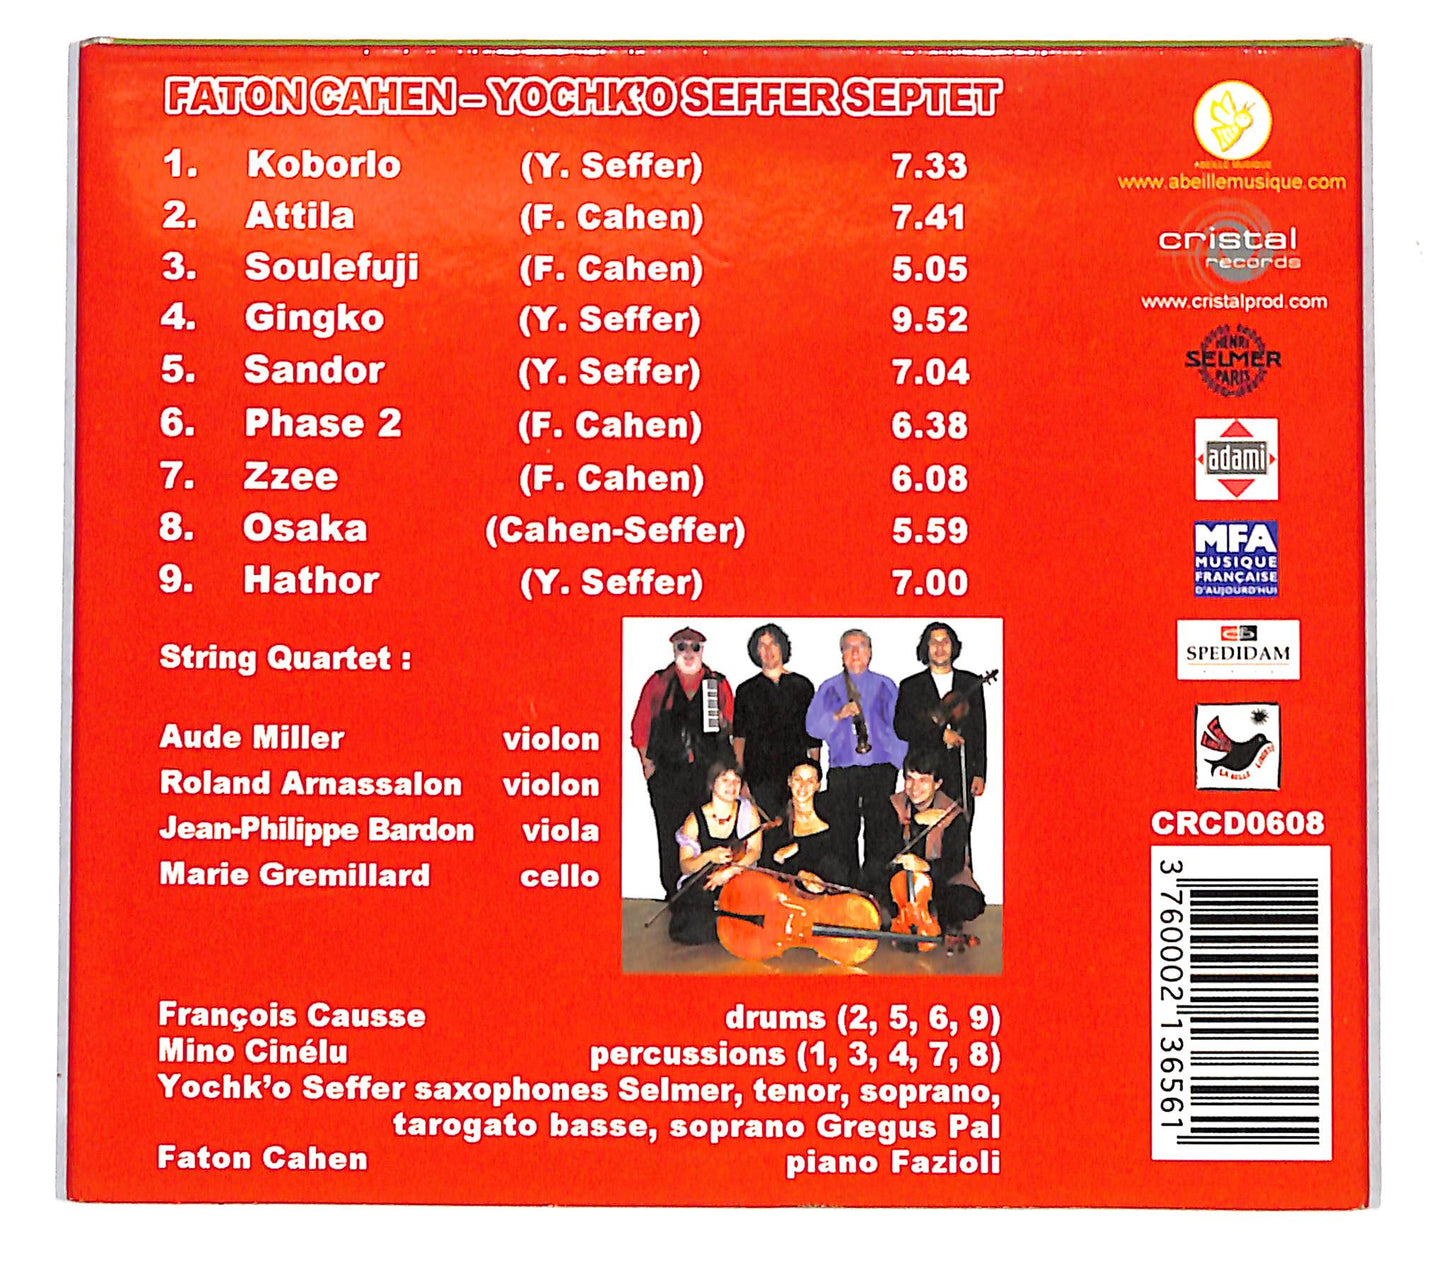 FATON CAHEN – YOCHK'O SEFFER SEPTET
1. Koborlo (Y. Seffer) 7.33
2. Attila (F. Cahen) 7.41
3. Soulefuji (F. Cahen) 5.05
4. Gingko (Y. Seffer) 9.52
5. Sandor (Y. Seffer) 7.04
6. Phase 2 (F. Cahen) 6.38
7. Zzee (F. Cahen) 6.08
8. Osaka (Cahen-Seffer) 5.59
9. Hathor (Y. Seffer) 7.00
String Quartet :
Aude Miller violon
Roland Arnassalon violon
Jean-Philippe Bardon viola
Marie Gremillard cello
François Causse drums (2, 5, 6, 9)
Mino Cinélu percussions (1, 3, 4, 7, 8)
Yochk'o Seffer saxophones Selmer, tenor, soprano,
tarogato basse, soprano Gregus Pal
Faton Cahen piano Fazioli
ABEILLE MUSIQUE
www.abeillemusique.com
cristal
records
www.cristalprod.com
HENRI
SELMER
PARIS
adami
MFA
MUSIQUE
FRANÇAISE
D'AUJOURD'HUI
SPEDIDAM
LA BELLE LIBERTÉ
CRCD0608
3 760002 136561